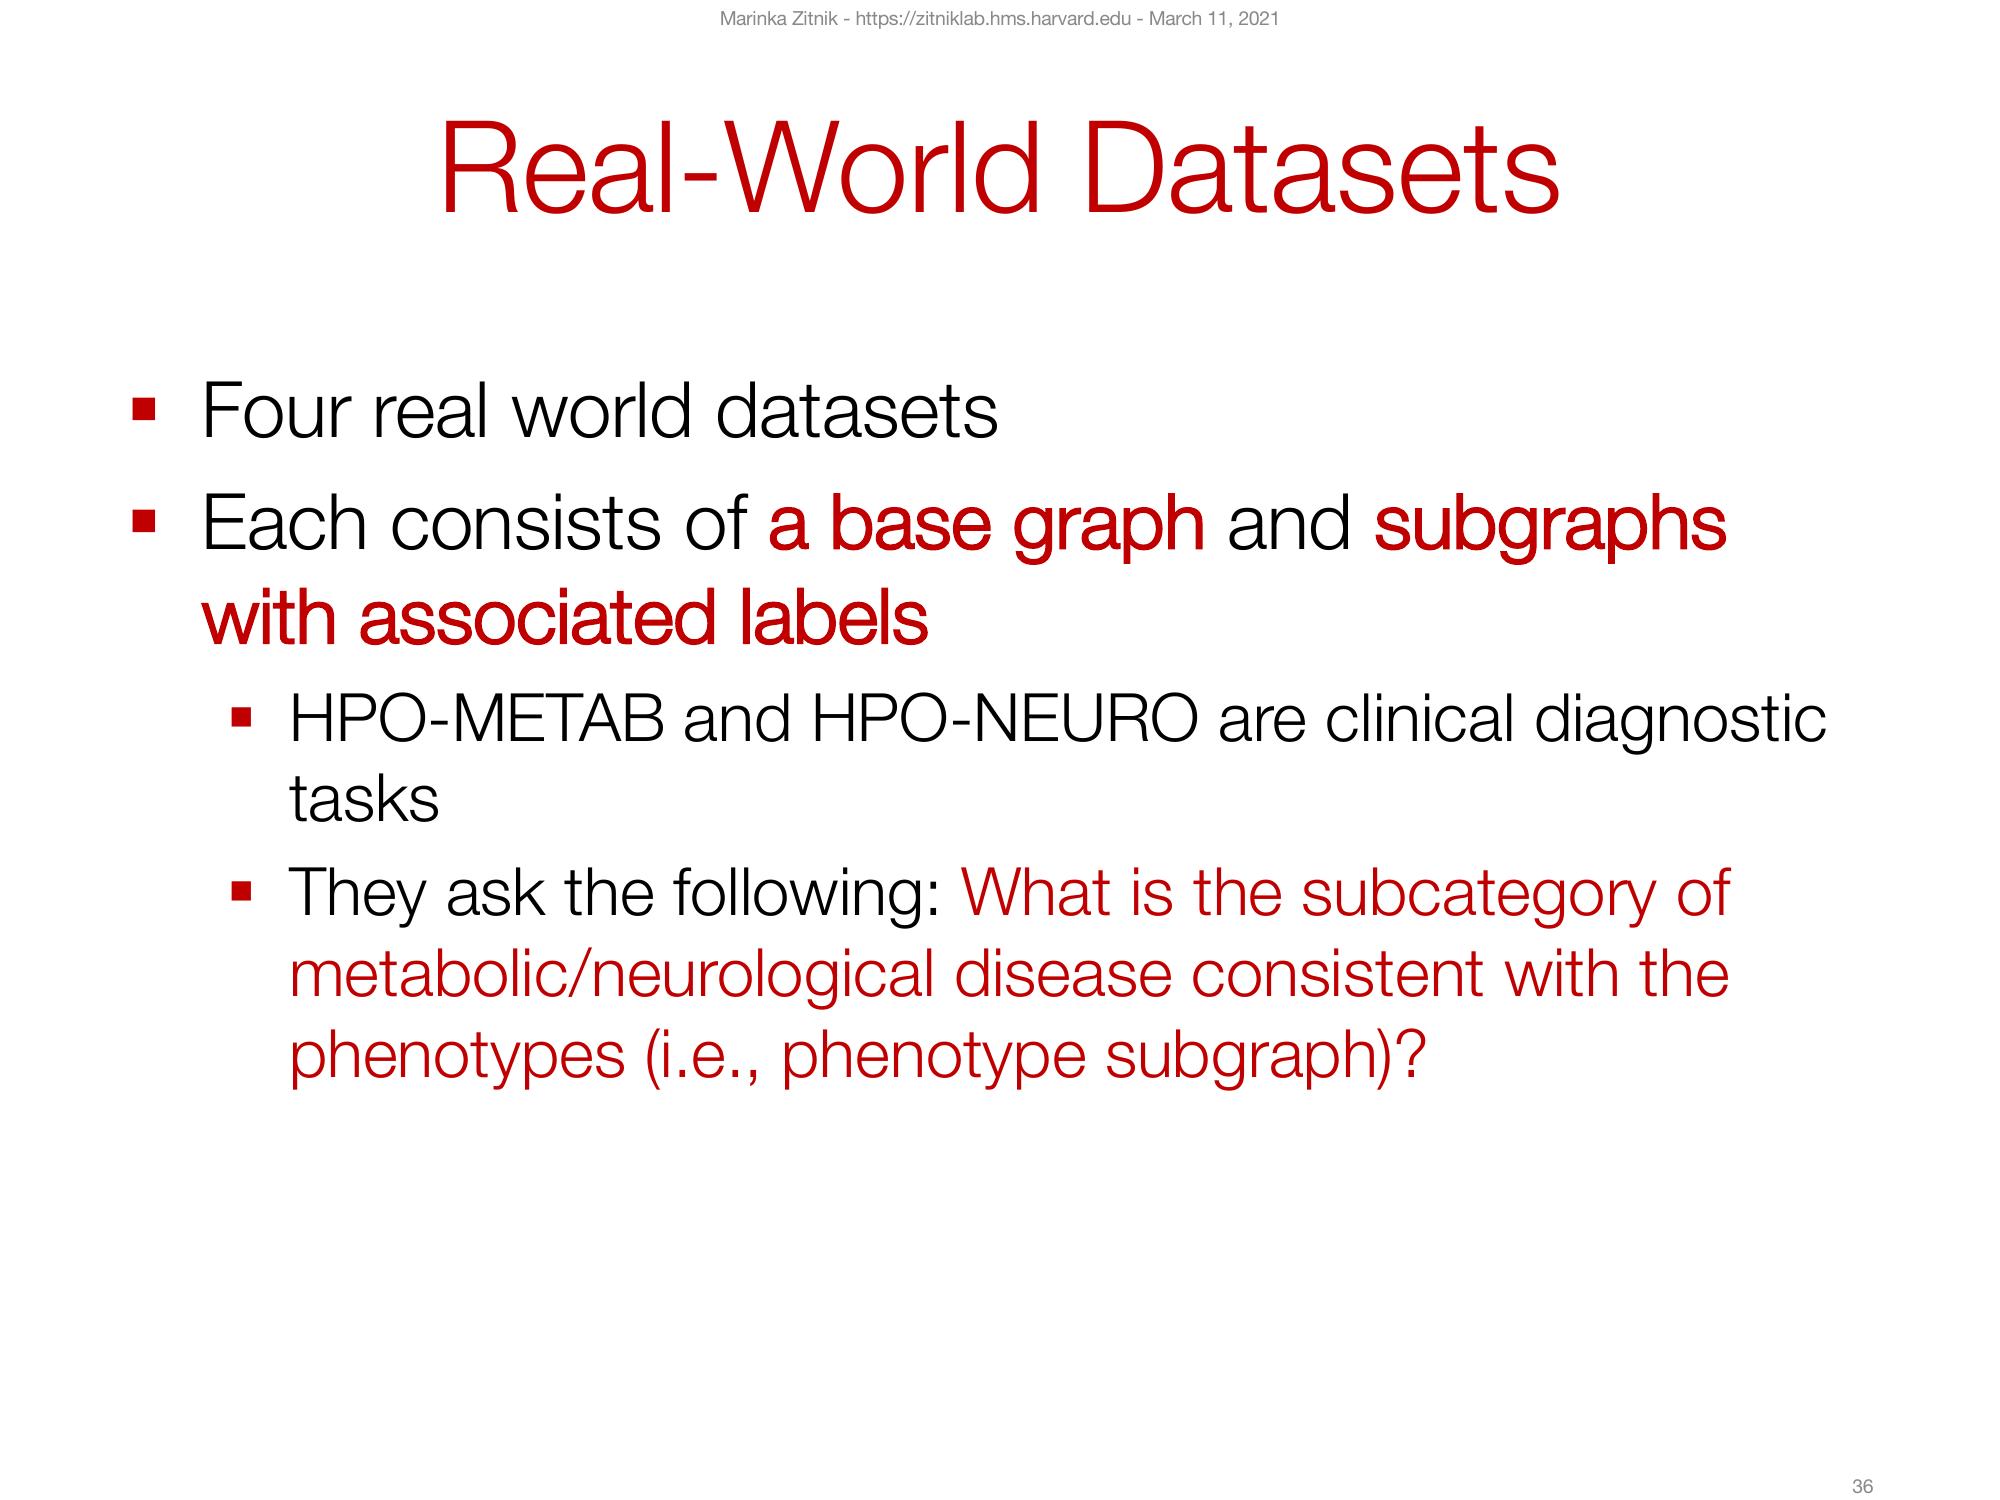 Marinka Zitnik - https://zitniklab.hms.harvard.edu - March 11, 2021
Real-World Datasets
▪ Four real world datasets
▪ Each consists of a base graph and subgraphs
with associated labels
▪ HPO-METAB and HPO-NEURO are clinical diagnostic
tasks
▪ They ask the following: What is the subcategory of
metabolic/neurological disease consistent with the
phenotypes (i.e., phenotype subgraph)?
36